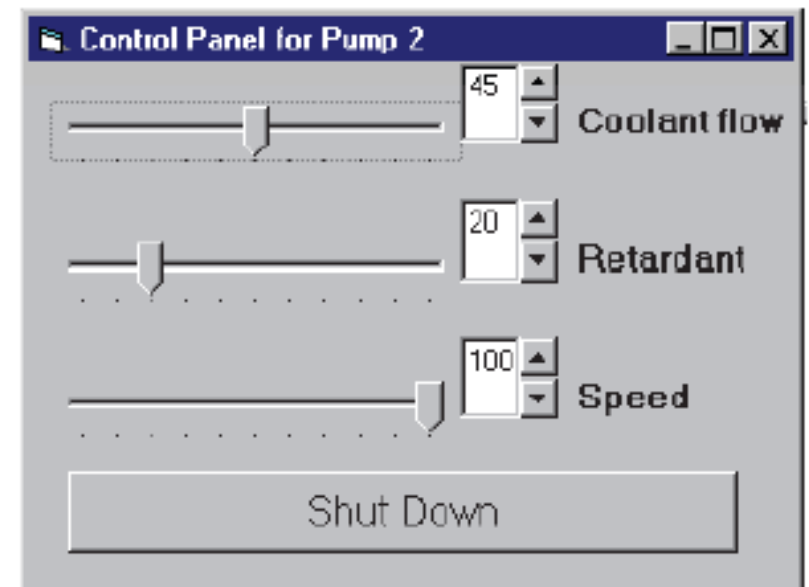 Control Panel for Pump 2
45
Coolant flow
20
Retardant
100
Speed
Shut Down